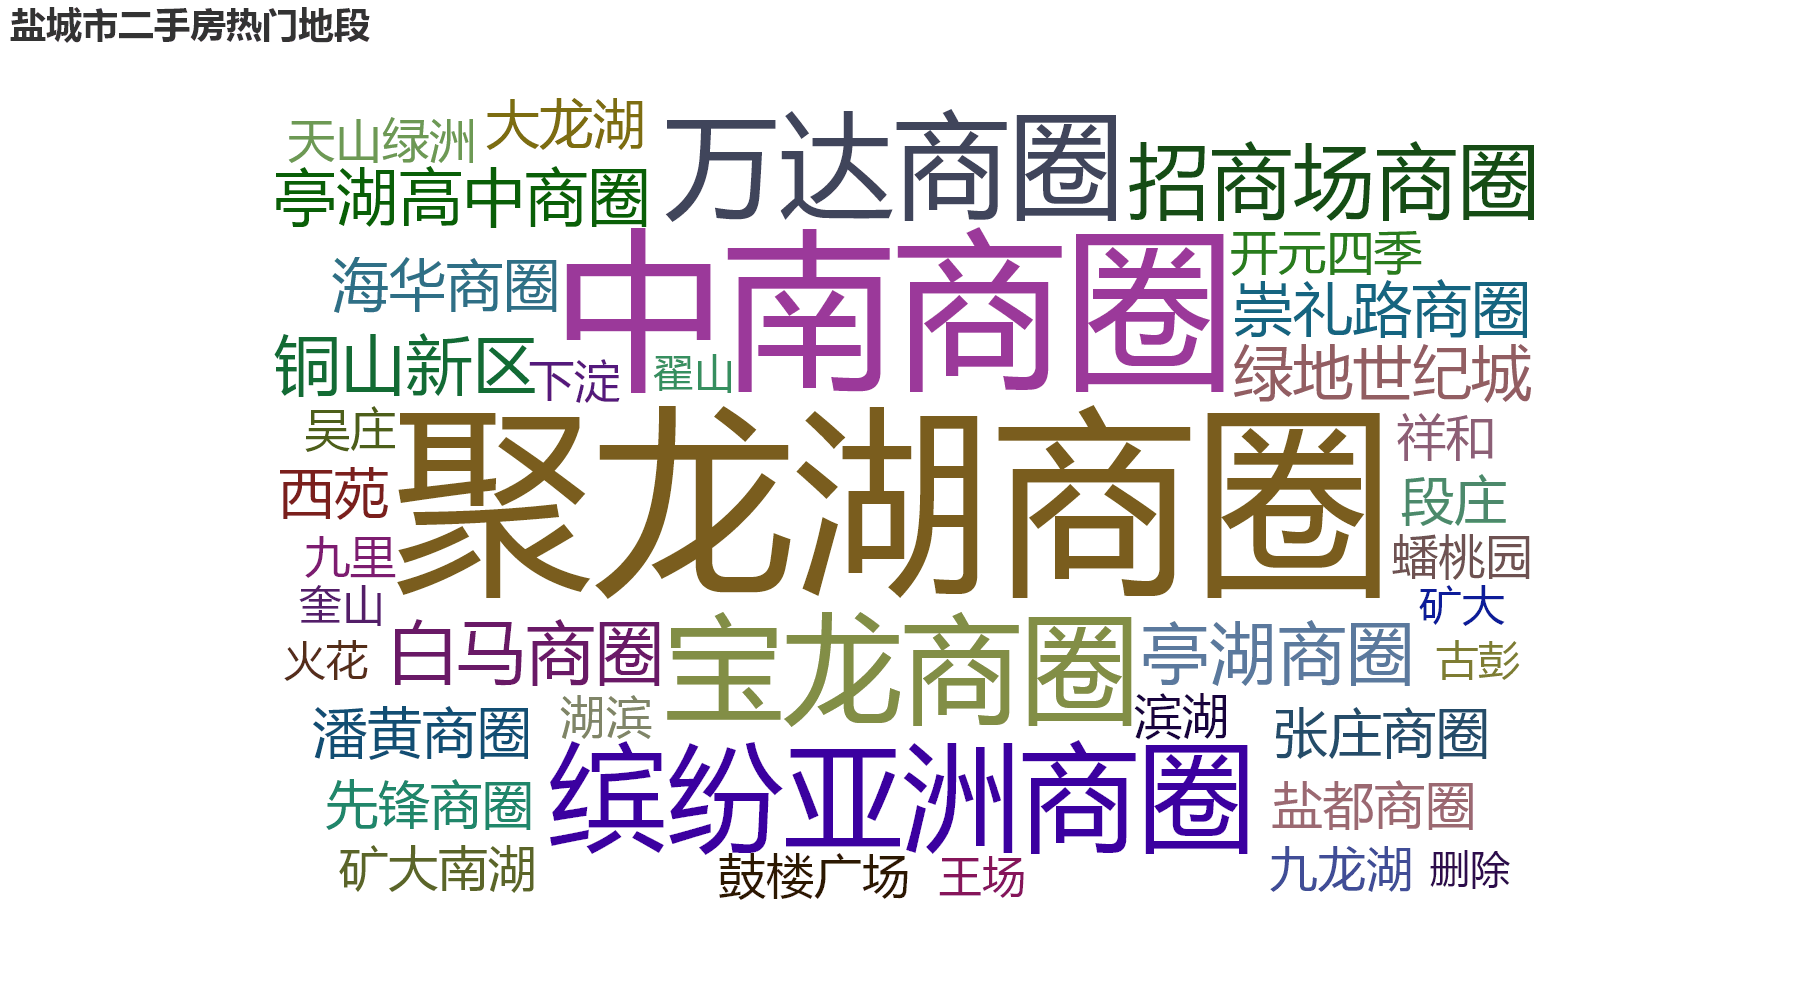 盐城市二手房热门地段
天山绿洲
大龙湖
万达商圈
招商场商圈
亭湖高中商圈
海华商圈
中南商圈
开元四季
崇礼路商圈
铜山新区
下淀
翟山
绿地世纪城
吴庄
聚龙湖商圈
祥和
西苑
段庄
九里
蟠桃园
奎山
矿大
火花
白马商圈
宝龙商圈
亭湖商圈
古彭
潘黄商圈
湖滨
滨湖
张庄商圈
先锋商圈
缤纷亚洲商圈
盐都商圈
矿大南湖
鼓楼广场
王场
九龙湖
删除